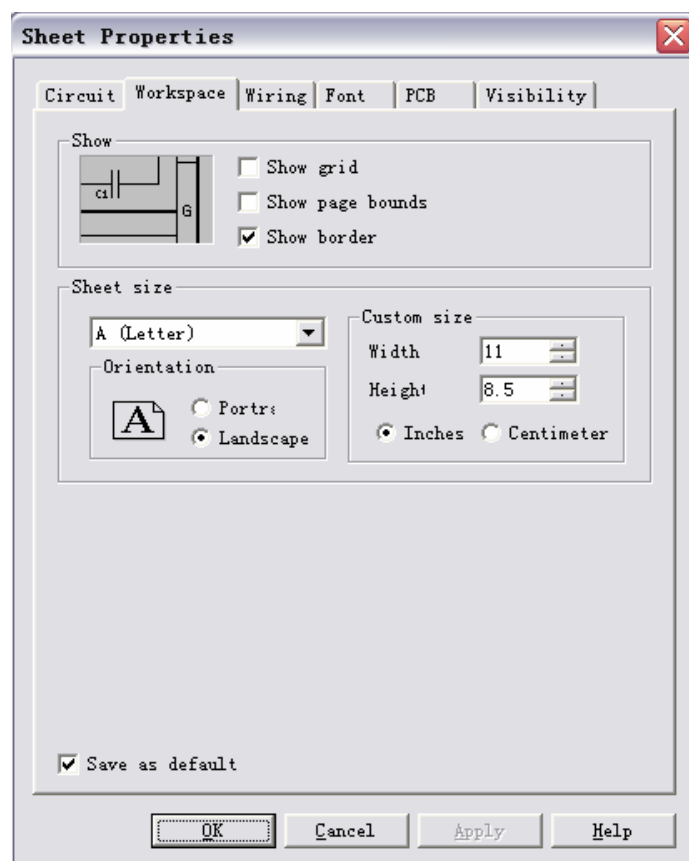 Sheet Properties
Circuit Workspace Wiring Font PCB Visibility
Show
C1
G
Show grid
Show page bounds
Show border
Sheet size
A (Letter)
Orientation
A
Portr
Landscape
Custom size
Width 11
Height 8.5
Inches Centimeter
Save as default
OK Cancel Apply Help